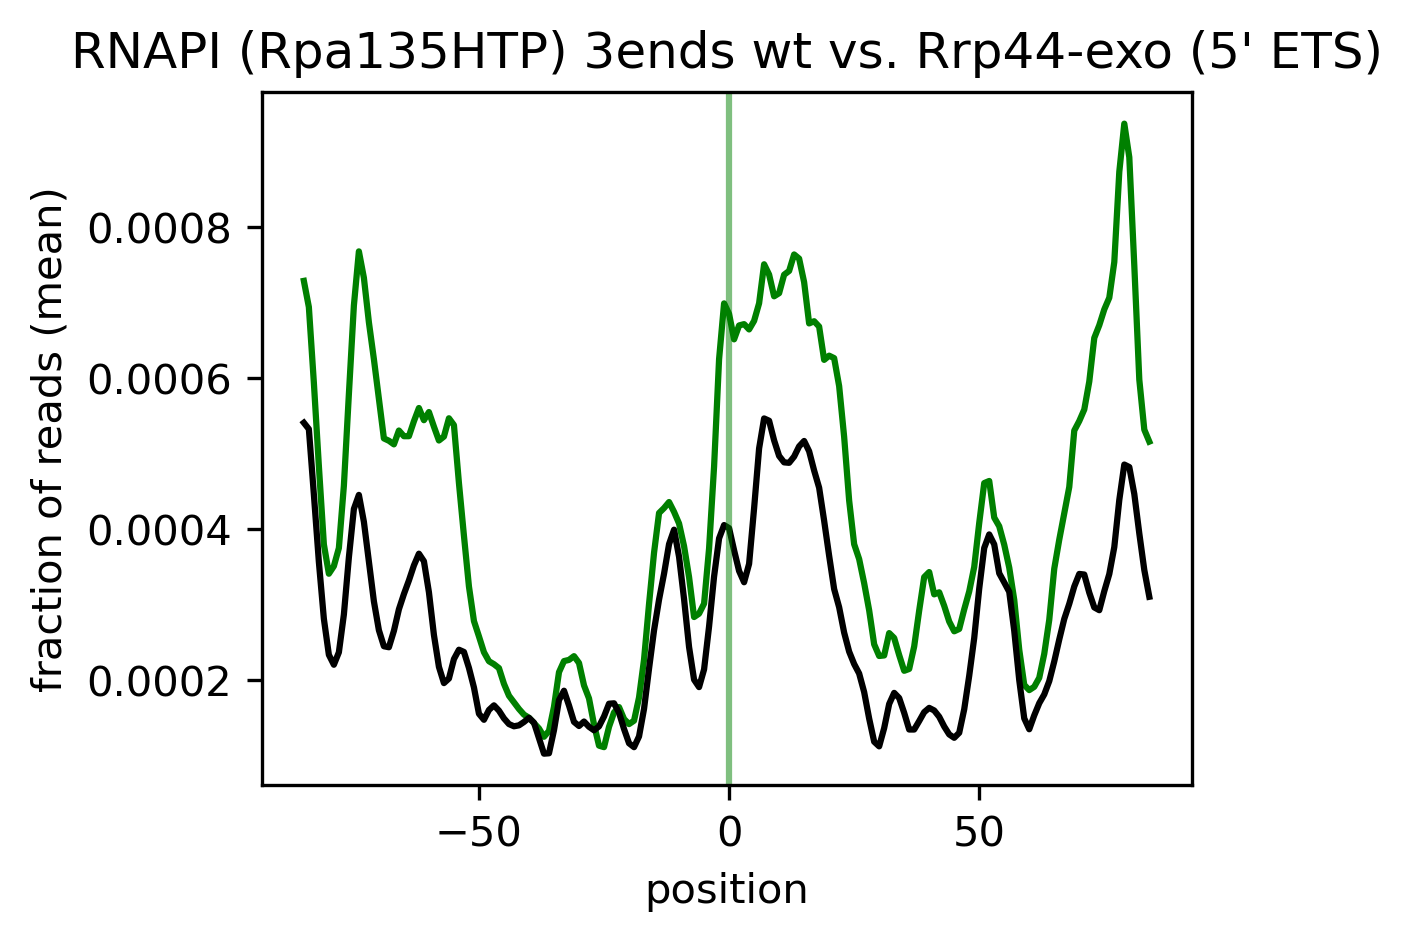 RNAPI (Rpa135HTP) 3ends wt vs. Rrp44-exo (5' ETS)
fraction of reads (mean)
0.0008
0.0006
0.0004
0.0002
−50 0 50
position